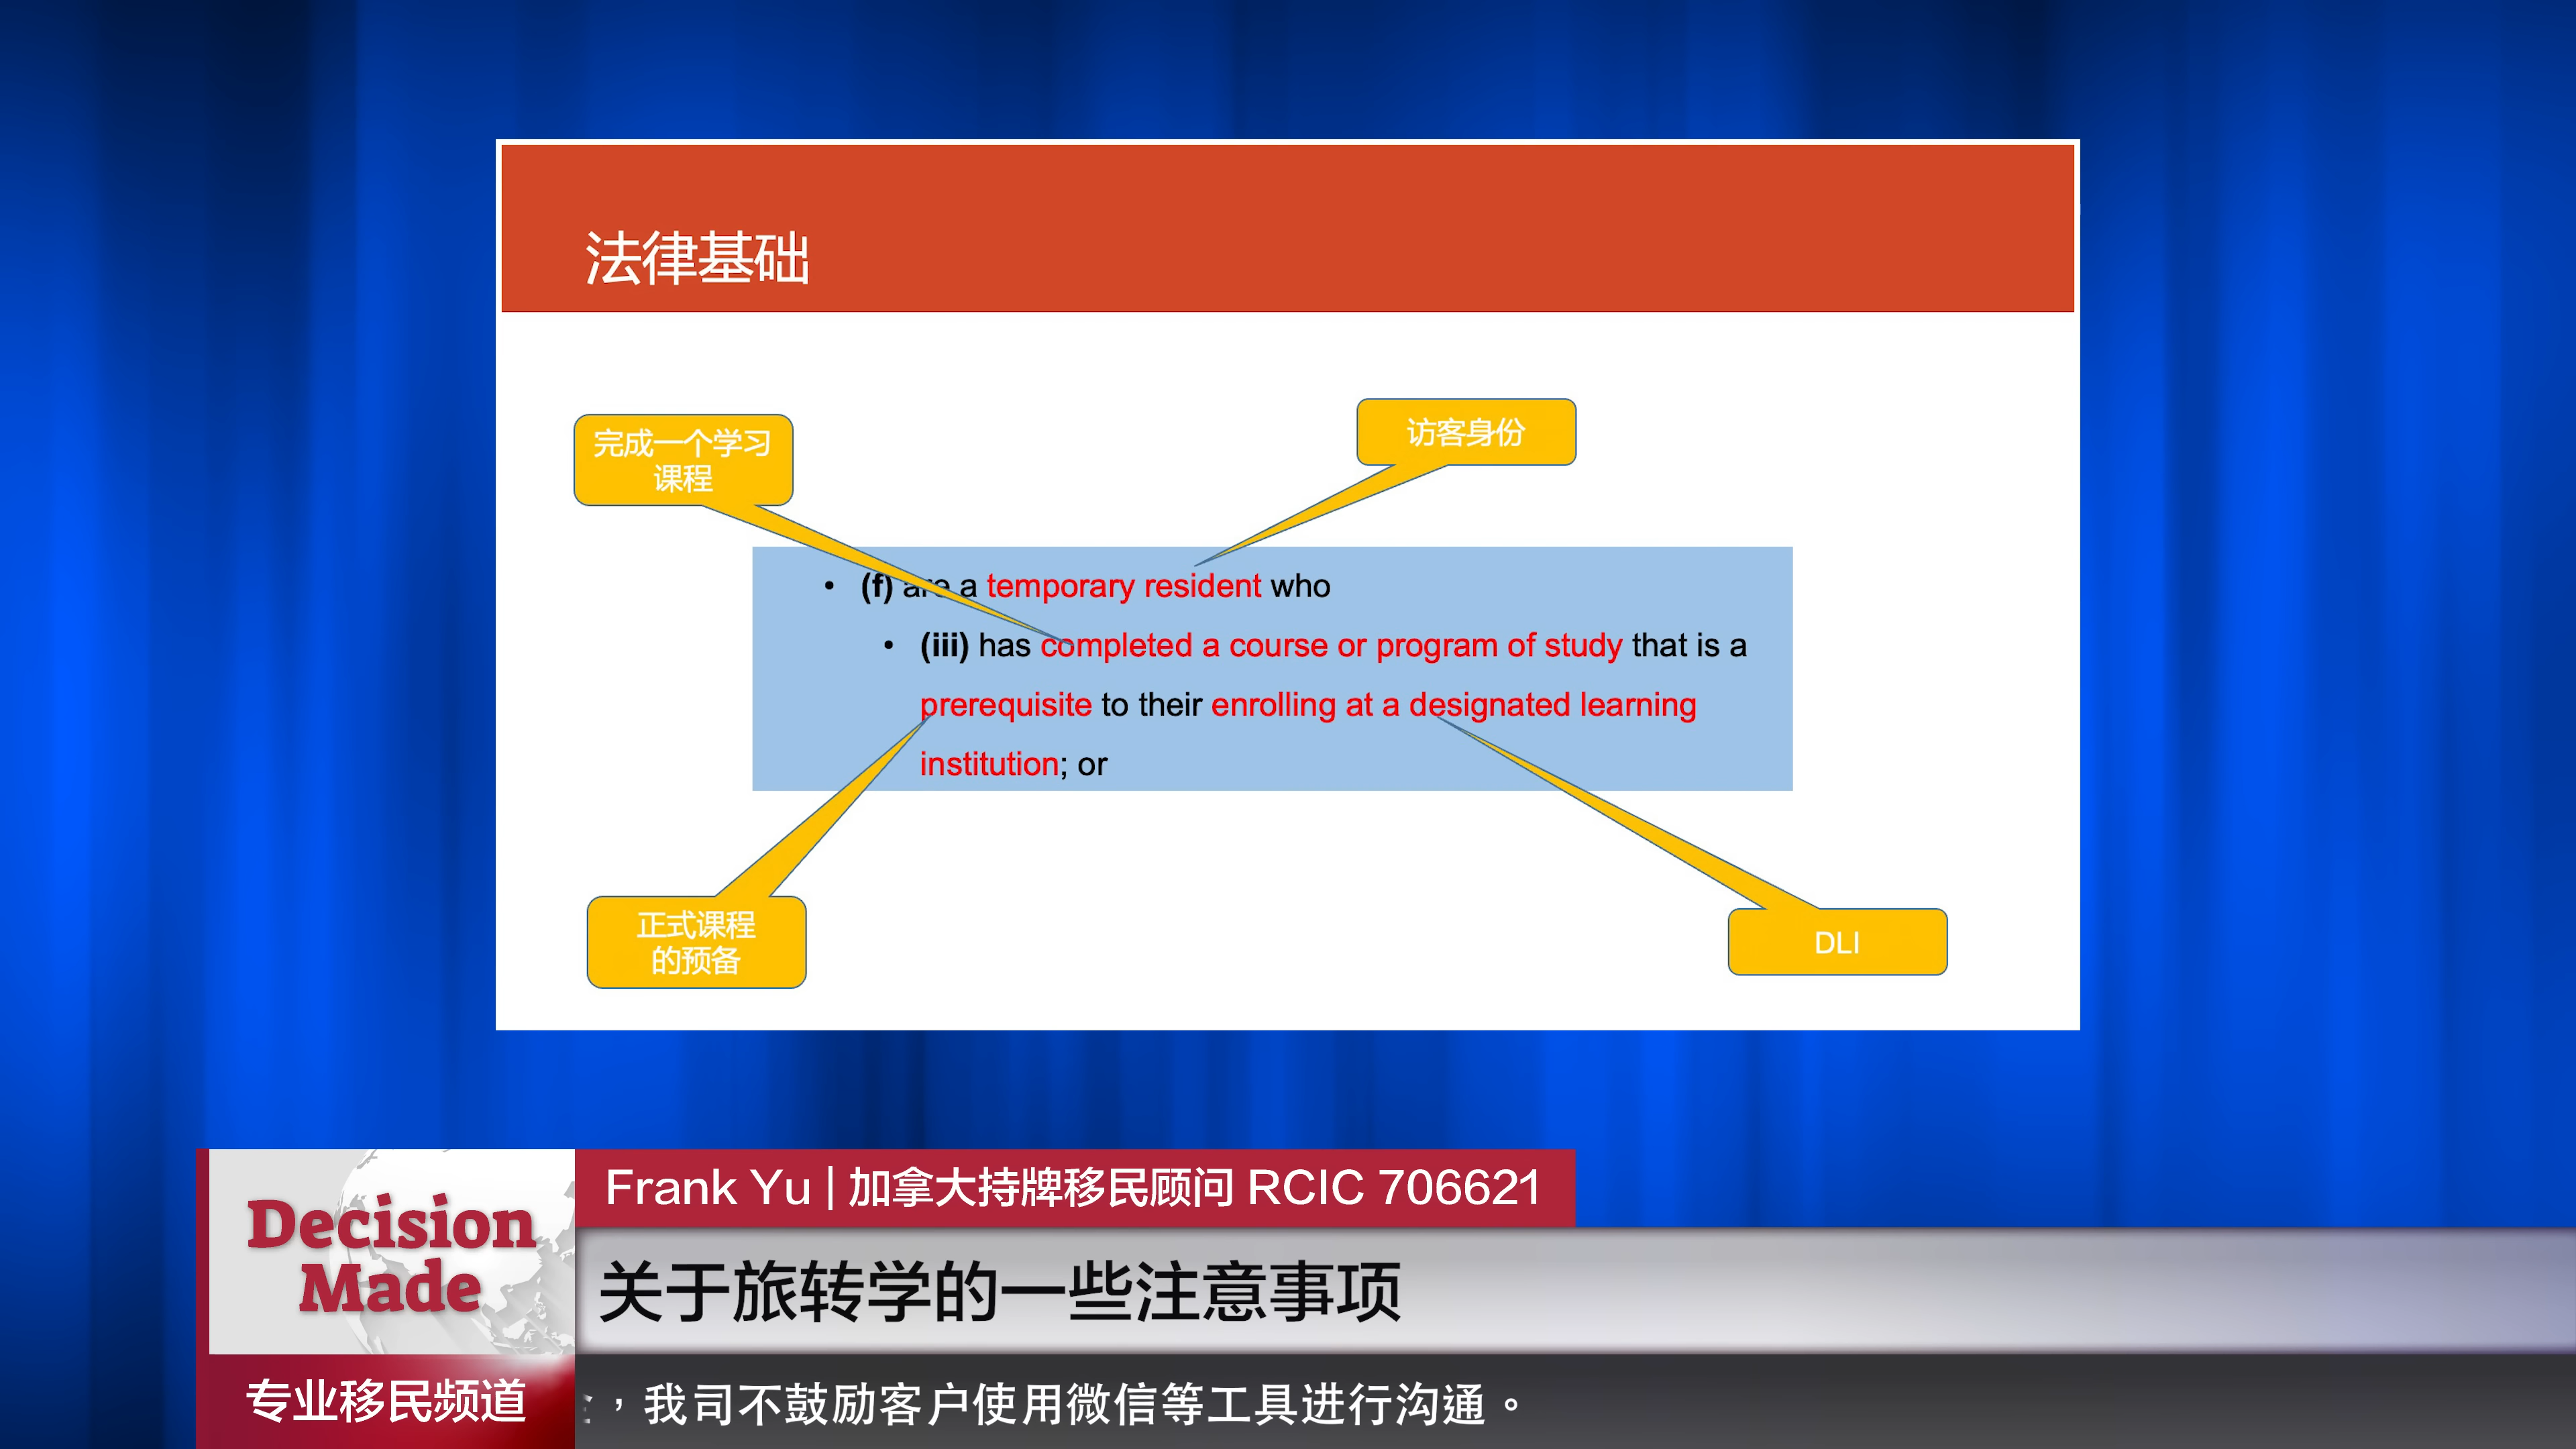 法律基础
完成一个学习
课程
访客身份
• (f) are a temporary resident who
• (iii) has completed a course or program of study that is a
prerequisite to their enrolling at a designated learning
institution; or
正式课程
的预备
DLI
Frank Yu | 加拿大持牌移民顾问 RCIC 706621
Decision
Made
关于旅转学的一些注意事项
专业移民频道
，我司不鼓励客户使用微信等工具进行沟通。